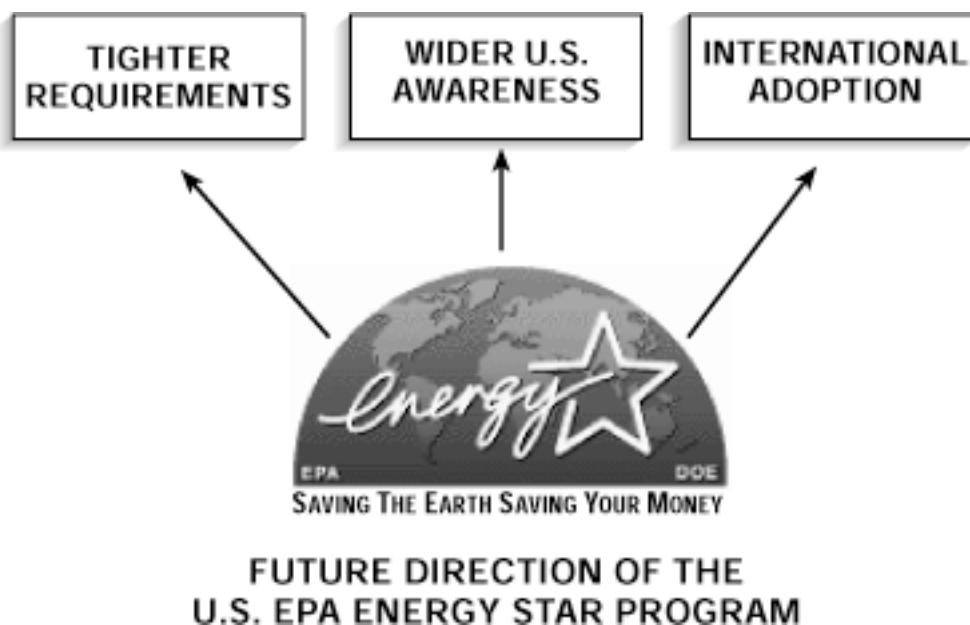 TIGHTER
REQUIREMENTS
WIDER U.S.
AWARENESS
INTERNATIONAL
ADOPTION
energy
EPA
DOE
SAVING THE EARTH SAVING YOUR MONEY
FUTURE DIRECTION OF THE
U.S. EPA ENERGY STAR PROGRAM